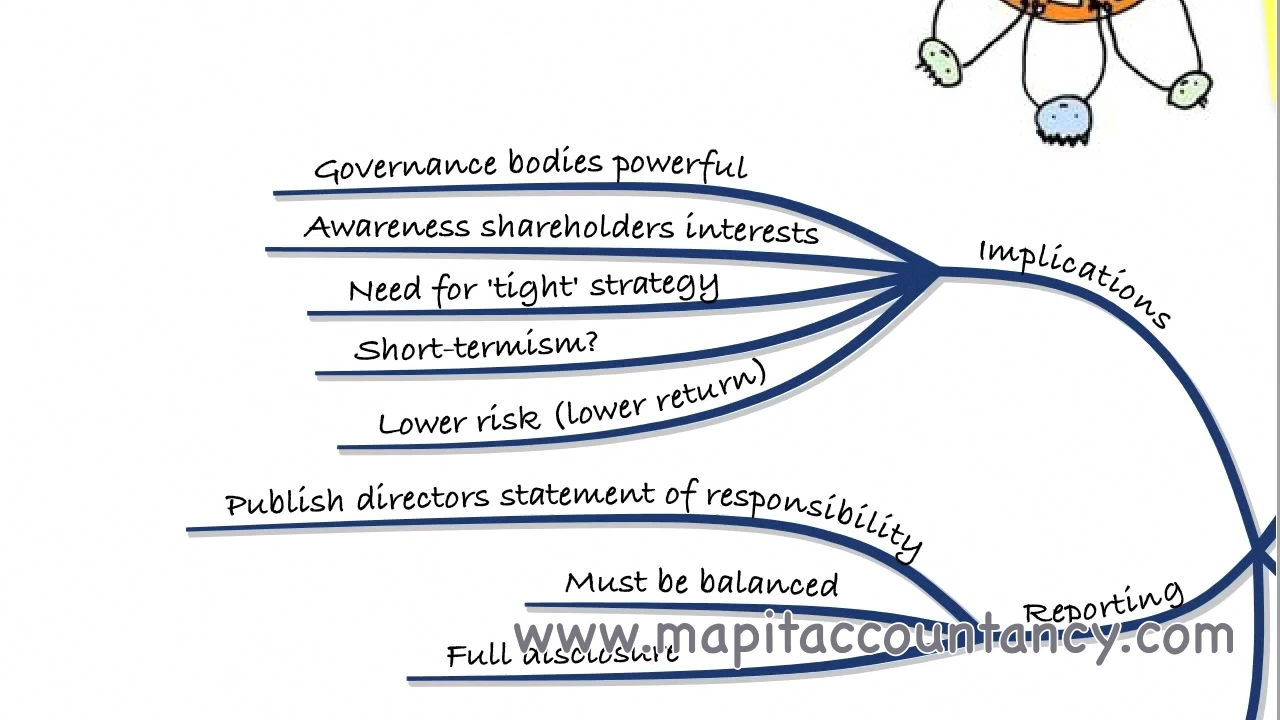 Governance bodies powerful
Awareness shareholders interests
Implications
Need for 'tight' strategy
Short-termism?
Lower risk (lower return)
Publish directors statement of responsibility
Must be balanced
Reporting
www.mapitaccountancy.com
Full disclosure